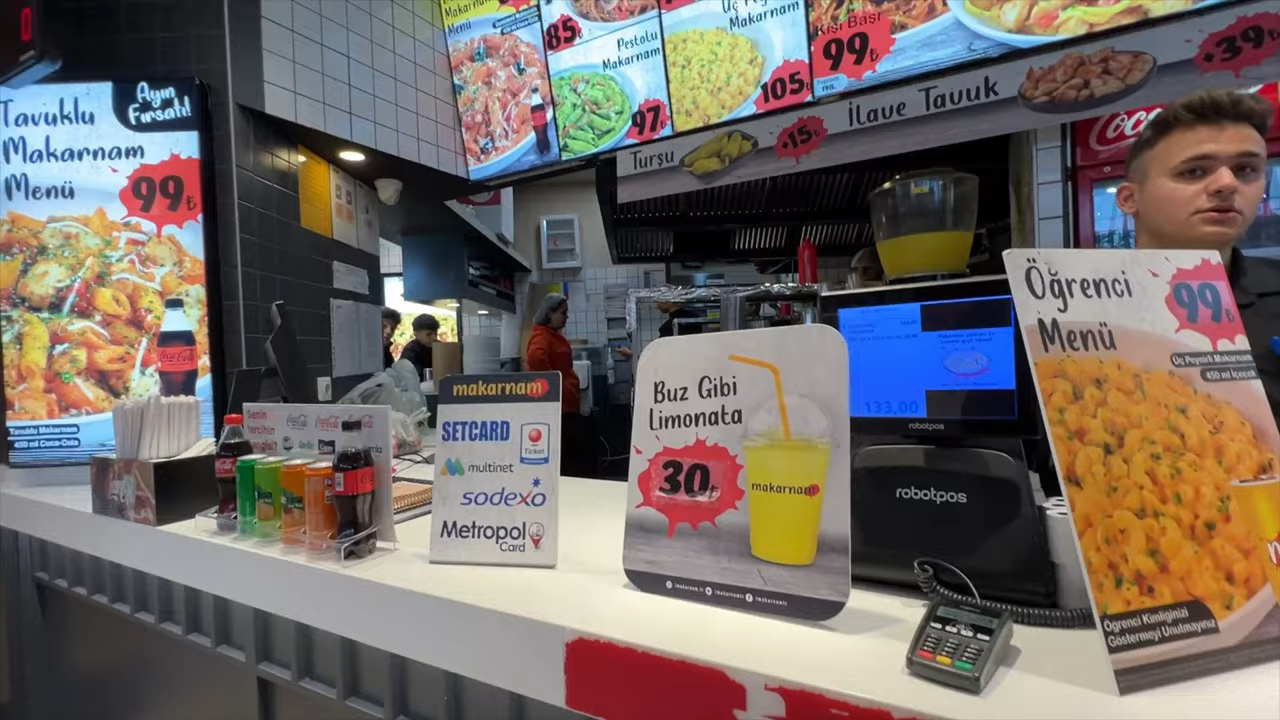 Tavuklu
Makarnam
Menü
Ayın
Fırsatı!
99₺
Tavuklu Makarnam
450 ml Coca-Cola
Makarnam
Menü
85₺
Pestolu
Makarnam
97₺
Üç Peynirli
Makarnam
105₺
Kişi Başı
99₺
Turşu
+15₺
İlave Tavuk
+39₺
Coca
Senin
tercihin
hangisi?
makarnam
SETCARD
Ticket
multinet
sodexo
Metropol
Card
Buz Gibi
Limonata
30₺
makarnam
133,00
robotpos
robotpos
Öğrenci
Menü
99₺
Üç Peynirli Makarnam
450 ml İçecek
Öğrenci Kimliğinizi
Göstermeyi Unutmayınız